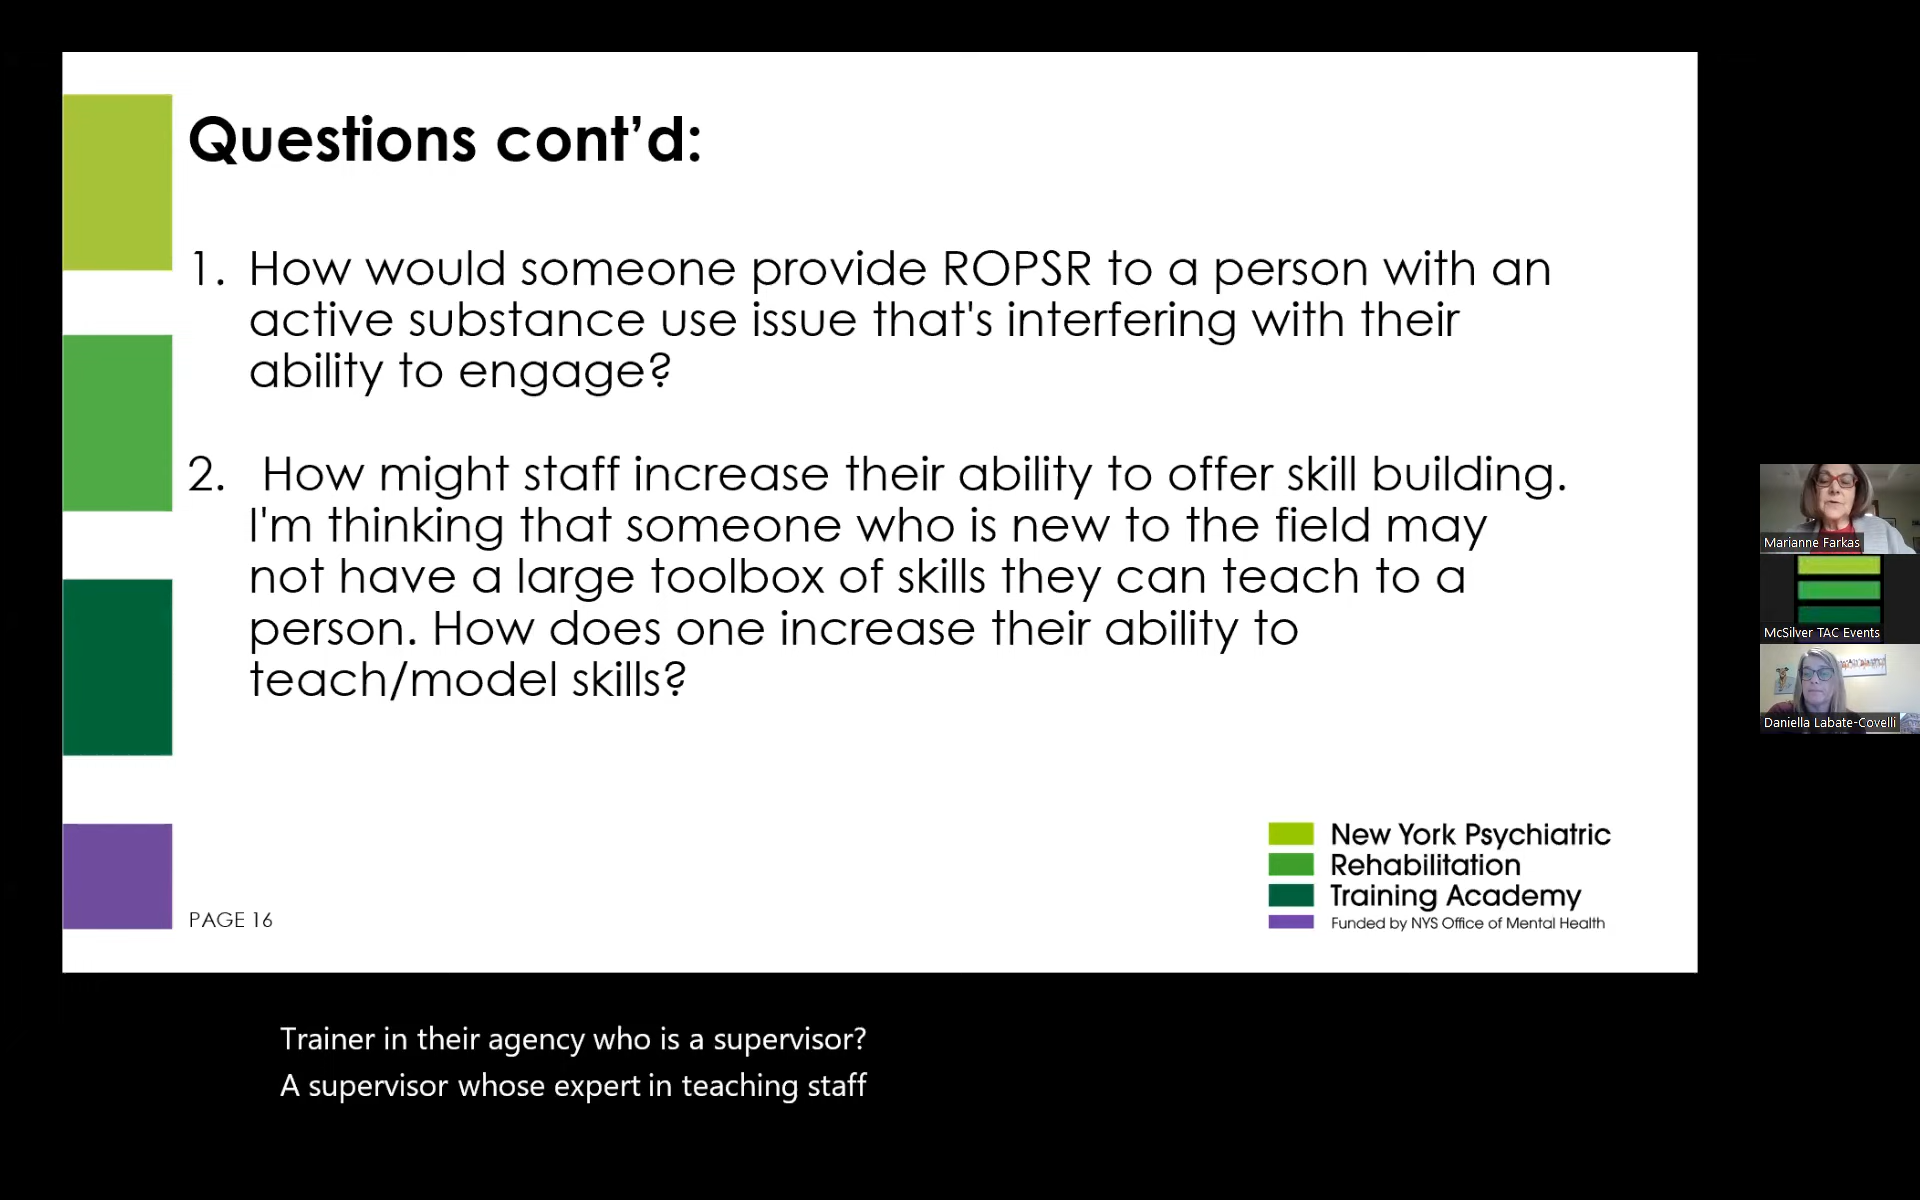 Questions cont’d:
1. How would someone provide ROPSR to a person with an
active substance use issue that's interfering with their
ability to engage?
2. How might staff increase their ability to offer skill building.
I'm thinking that someone who is new to the field may
not have a large toolbox of skills they can teach to a
person. How does one increase their ability to
teach/model skills?
PAGE 16
New York Psychiatric
Rehabilitation
Training Academy
Funded by NYS Office of Mental Health
Marianne Farkas
McSilver TAC Events
Daniella Labate-Covelli
Trainer in their agency who is a supervisor?
A supervisor whose expert in teaching staff